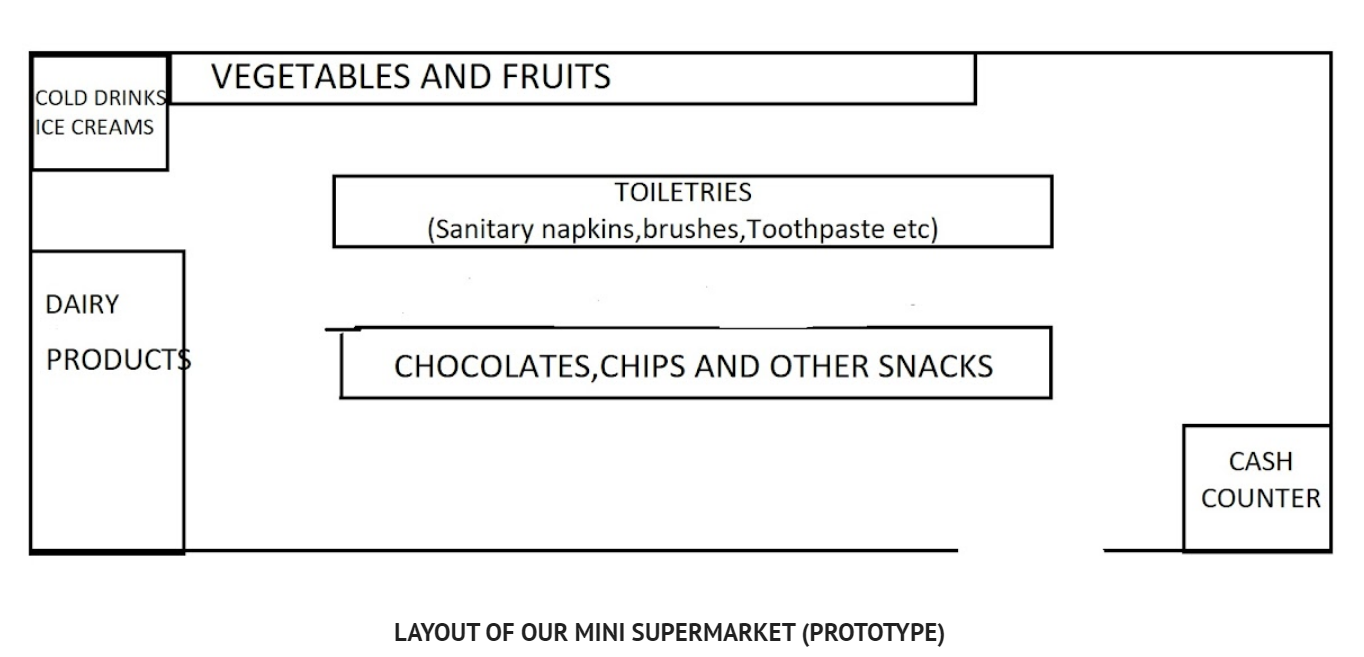 VEGETABLES AND FRUITS
COLD DRINKS
ICE CREAMS
TOILETRIES
(Sanitary napkins,brushes,Toothpaste etc)
DAIRY
PRODUCTS
CHOCOLATES,CHIPS AND OTHER SNACKS
CASH
COUNTER
LAYOUT OF OUR MINI SUPERMARKET (PROTOTYPE)